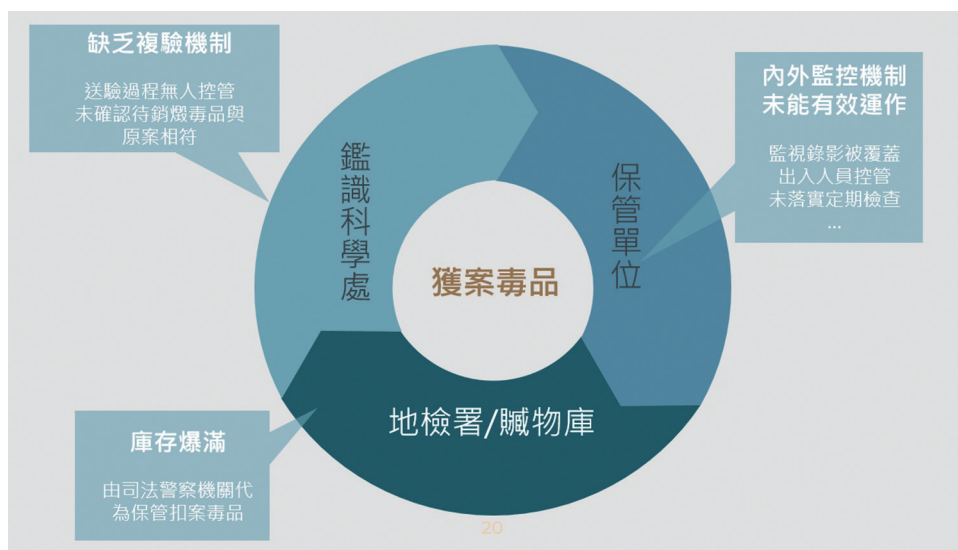 缺乏複驗機制
送驗過程無人控管
未確認待銷燬毒品與
原案相符
內外監控機制
未能有效運作
監視錄影被覆蓋
出入人員控管
未落實定期檢查
...
鑑識科學處
保管單位
獲案毒品
地檢署/贓物庫
庫存爆滿
由司法警察機關代
為保管扣案毒品
20